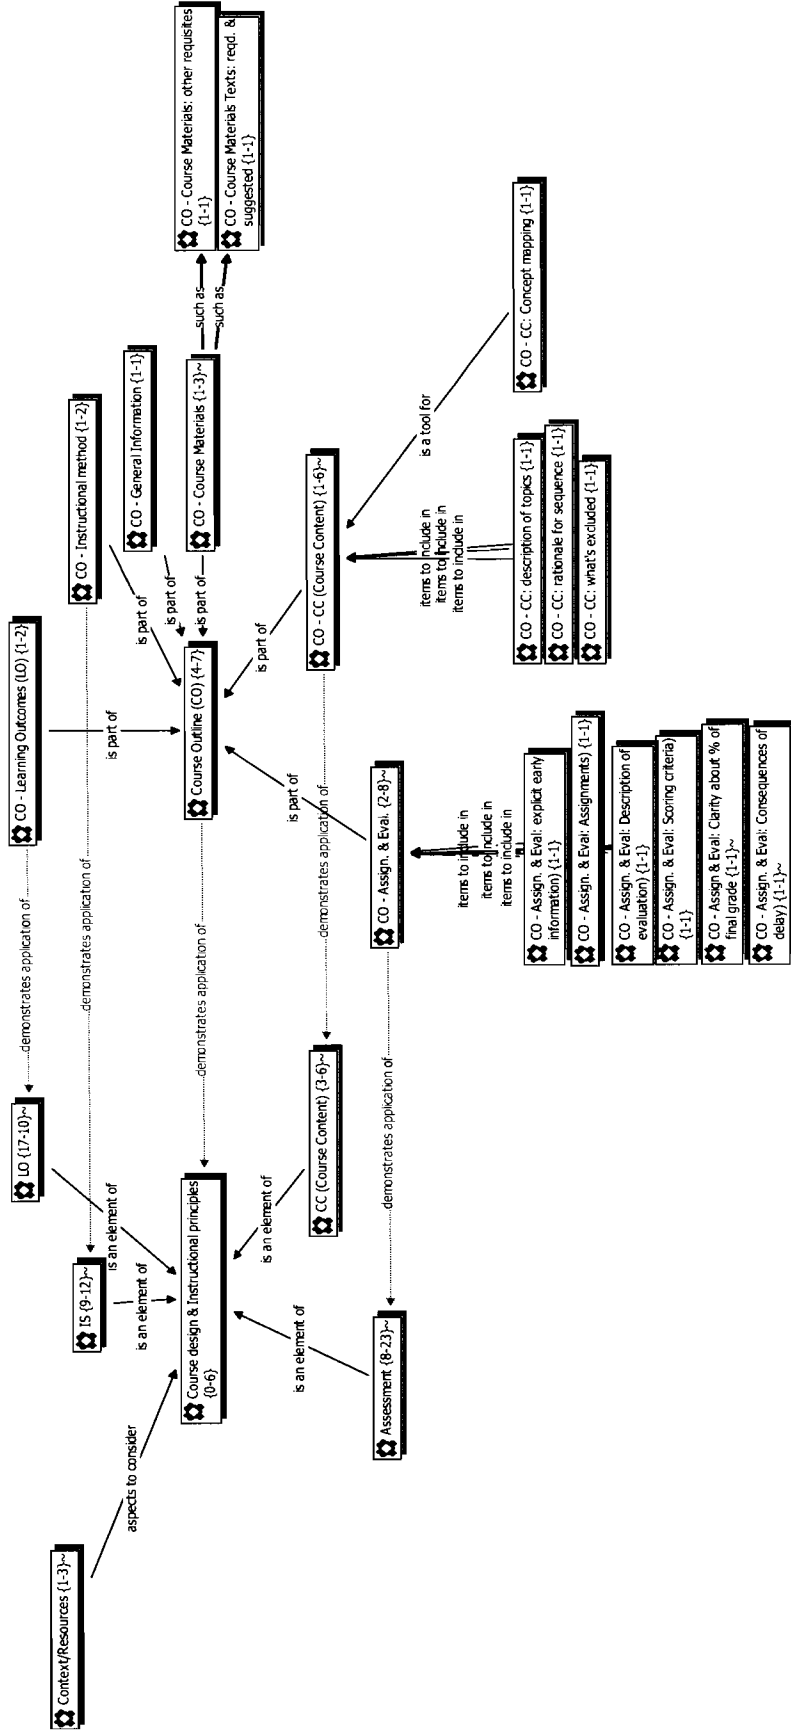 Context/Resources {1-3}~
aspects to consider
IS {9-12}~
is an element of
LO {17-10}~
is an element of
Course design & Instructional principles
{0-6}
is an element of
CC (Course Content) {3-6}~
is an element of
Assessment {8-23}~
demonstrates application of
demonstrates application of
demonstrates application of
demonstrates application of
demonstrates application of
CO - Learning Outcomes (LO) {1-2}~
is part of
CO - Instructional method {1-2}
is part of
CO - General Information {1-1}
is part of
CO - Course Materials {1-3}~
is part of
such as
such as
CO - Course Materials: other requisites
{1-1}
CO - Course Materials Texts: reqd. &
suggested {1-1}
Course Outline (CO) {4-7}~
is part of
CO - CC (Course Content) {1-6}~
is part of
CO - Assign. & Eval. {2-8}~
is a tool for
CO - CC: Concept mapping {1-1}
items to include in
items to include in
items to include in
CO - CC: description of topics {1-1}
CO - CC: rationale for sequence {1-1}
CO - CC: what's excluded {1-1}
items to include in
items to include in
items to include in
CO - Assign. & Eval: explicit early
information) {1-1}
CO - Assign. & Eval: Assignments) {1-1}
CO - Assign. & Eval: Description of
evaluation) {1-1}
CO - Assign. & Eval: Scoring criteria)
{1-1}
CO - Assign & Eval: Clarity about % of
final grade {1-1}~
CO - Assign. & Eval: Consequences of
delay) {1-1}~